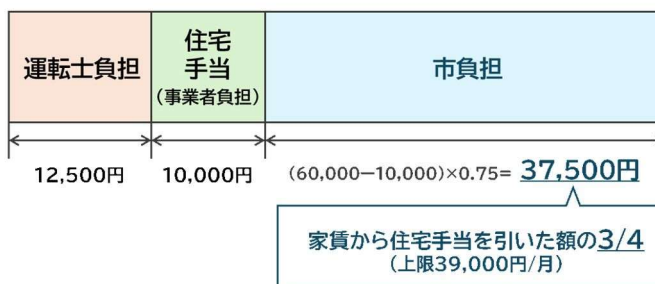 運転士負担
住宅
手当
(事業者負担)
市負担
12,500円
10,000円
(60,000−10,000)×0.75= 37,500円
家賃から住宅手当を引いた額の3/4
(上限39,000円/月)